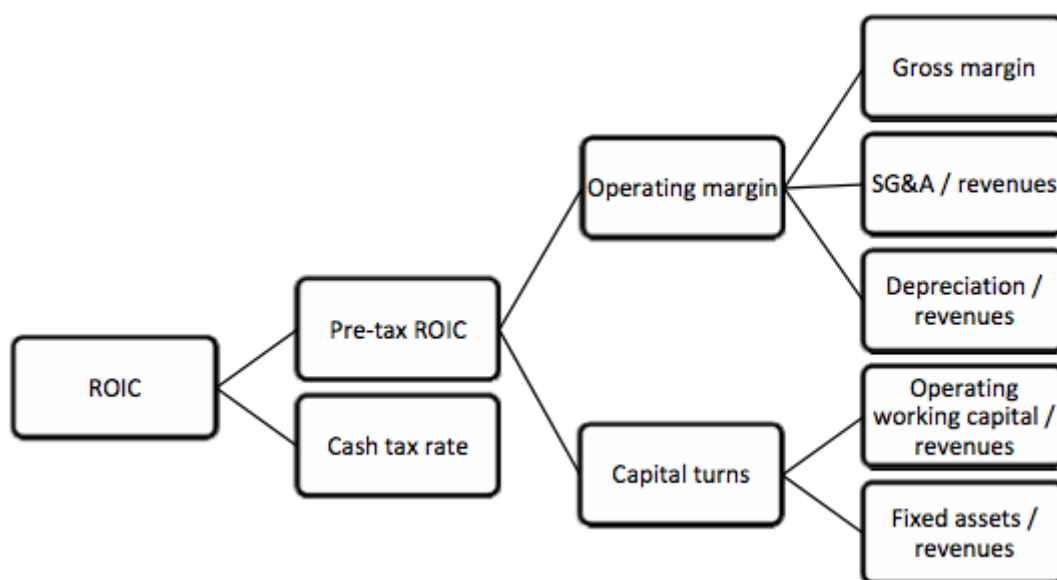 Gross margin
Operating margin
SG&A / revenues
Depreciation /
revenues
Pre-tax ROIC
ROIC
Cash tax rate
Capital turns
Operating
working capital /
revenues
Fixed assets /
revenues